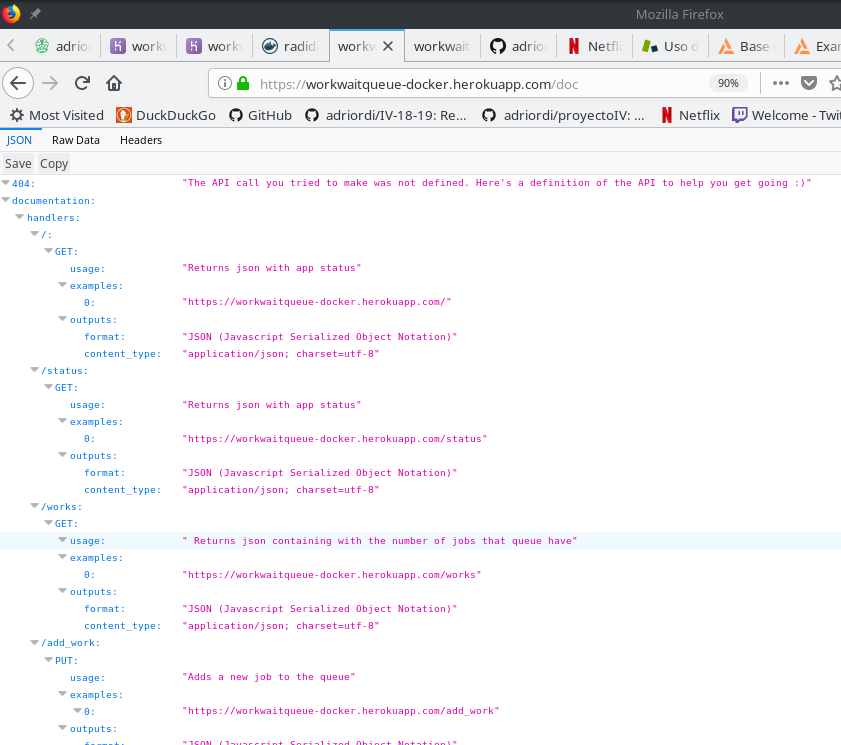 Mozilla Firefox
adrior
work
work
radidi
workw
workwait
adrior
Netfl
Uso d
Base
Exar
https://workwaitqueue-docker.herokuapp.com/doc
90%
Most Visited
DuckDuckGo
GitHub
adriordi/IV-18-19: Re...
adriordi/proyectoIV: ...
Netflix
Welcome - Twit
JSON
Raw Data
Headers
Save
Copy
404: "The API call you tried to make was not defined. Here's a definition of the API to help you get going :)"
documentation:
handlers:
/:
GET:
usage: "Returns json with app status"
examples:
0: "https://workwaitqueue-docker.herokuapp.com/"
outputs:
format: "JSON (Javascript Serialized Object Notation)"
content_type: "application/json; charset=utf-8"
/status:
GET:
usage: "Returns json with app status"
examples:
0: "https://workwaitqueue-docker.herokuapp.com/status"
outputs:
format: "JSON (Javascript Serialized Object Notation)"
content_type: "application/json; charset=utf-8"
/works:
GET:
usage: " Returns json containing with the number of jobs that queue have"
examples:
0: "https://workwaitqueue-docker.herokuapp.com/works"
outputs:
format: "JSON (Javascript Serialized Object Notation)"
content_type: "application/json; charset=utf-8"
/add_work:
PUT:
usage: "Adds a new job to the queue"
examples:
0: "https://workwaitqueue-docker.herokuapp.com/add_work"
outputs:
format: "JSON (Javascript Serialized Object Notation)"